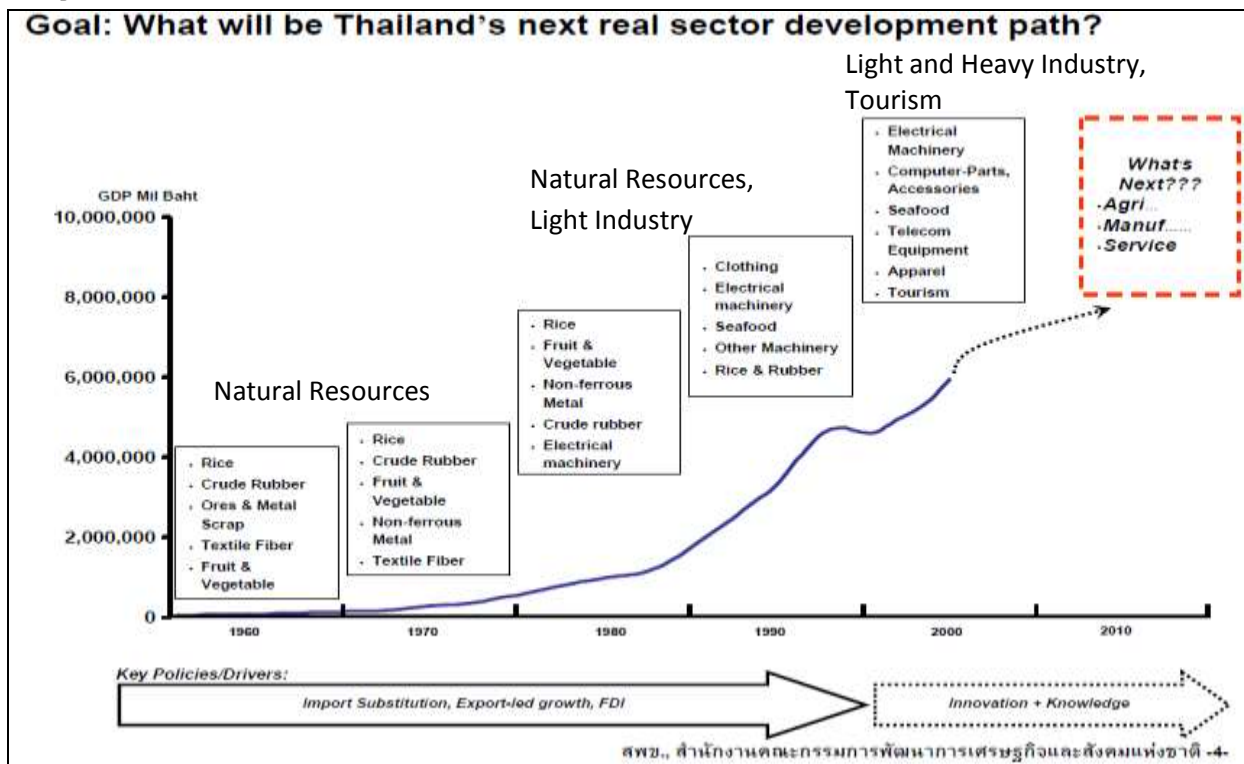 Goal: What will be Thailand's next real sector development path?
Light and Heavy Industry,
Tourism
. Electrical
Machinery
. Computer-Parts,
Accessories
. Seafood
. Telecom
Equipment
. Apparel
. Tourism
What's
Next???
.Agri...
.Manuf......
.Service
Natural Resources,
Light Industry
. Clothing
. Electrical
machinery
. Seafood
. Other Machinery
. Rice & Rubber
. Rice
. Fruit &
Vegetable
. Non-ferrous
Metal
. Crude rubber
. Electrical
machinery
Natural Resources
. Rice
. Crude Rubber
. Ores & Metal
Scrap
. Textile Fiber
. Fruit &
Vegetable
. Rice
. Crude Rubber
. Fruit &
Vegetable
. Non-ferrous
Metal
. Textile Fiber
GDP Mil Baht
10,000,000
8,000,000
6,000,000
4,000,000
2,000,000
0
1960 1970 1980 1990 2000 2010
Key Policies/Drivers:
Import Substitution, Export-led growth, FDI
Innovation + Knowledge
สพข., สำนักงานคณะกรรมการพัฒนาการเศรษฐกิจและสังคมแห่งชาติ -4-